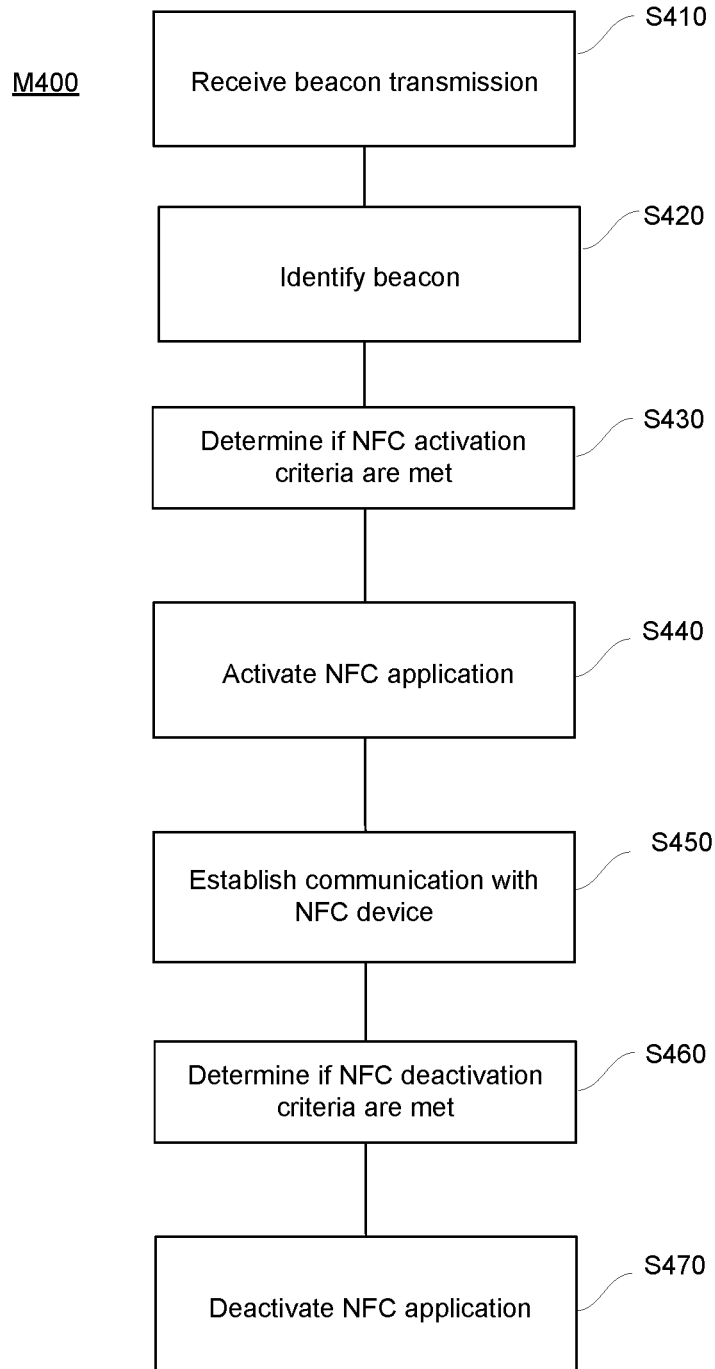 S410
M400
Receive beacon transmission
S420
Identify beacon
S430
Determine if NFC activation
criteria are met
S440
Activate NFC application
S450
Establish communication with
NFC device
S460
Determine if NFC deactivation
criteria are met
S470
Deactivate NFC application